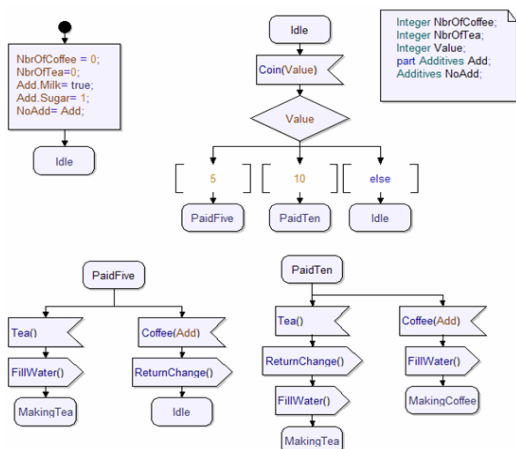 NbrOfCoffee = 0;
NbrOfTea=0;
Add.Milk= true;
Add.Sugar= 1;
NoAdd= Add;
Idle
Idle
Coin(Value)
Value
5
10
else
PaidFive
PaidTen
Idle
Integer NbrOfCoffee;
Integer NbrOfTea;
Integer Value;
part Additives Add;
Additives NoAdd;
PaidFive
Tea()
Coffee(Add)
FillWater()
ReturnChange()
MakingTea
Idle
PaidTen
Tea()
Coffee(Add)
ReturnChange()
FillWater()
FillWater()
MakingCoffee
MakingTea